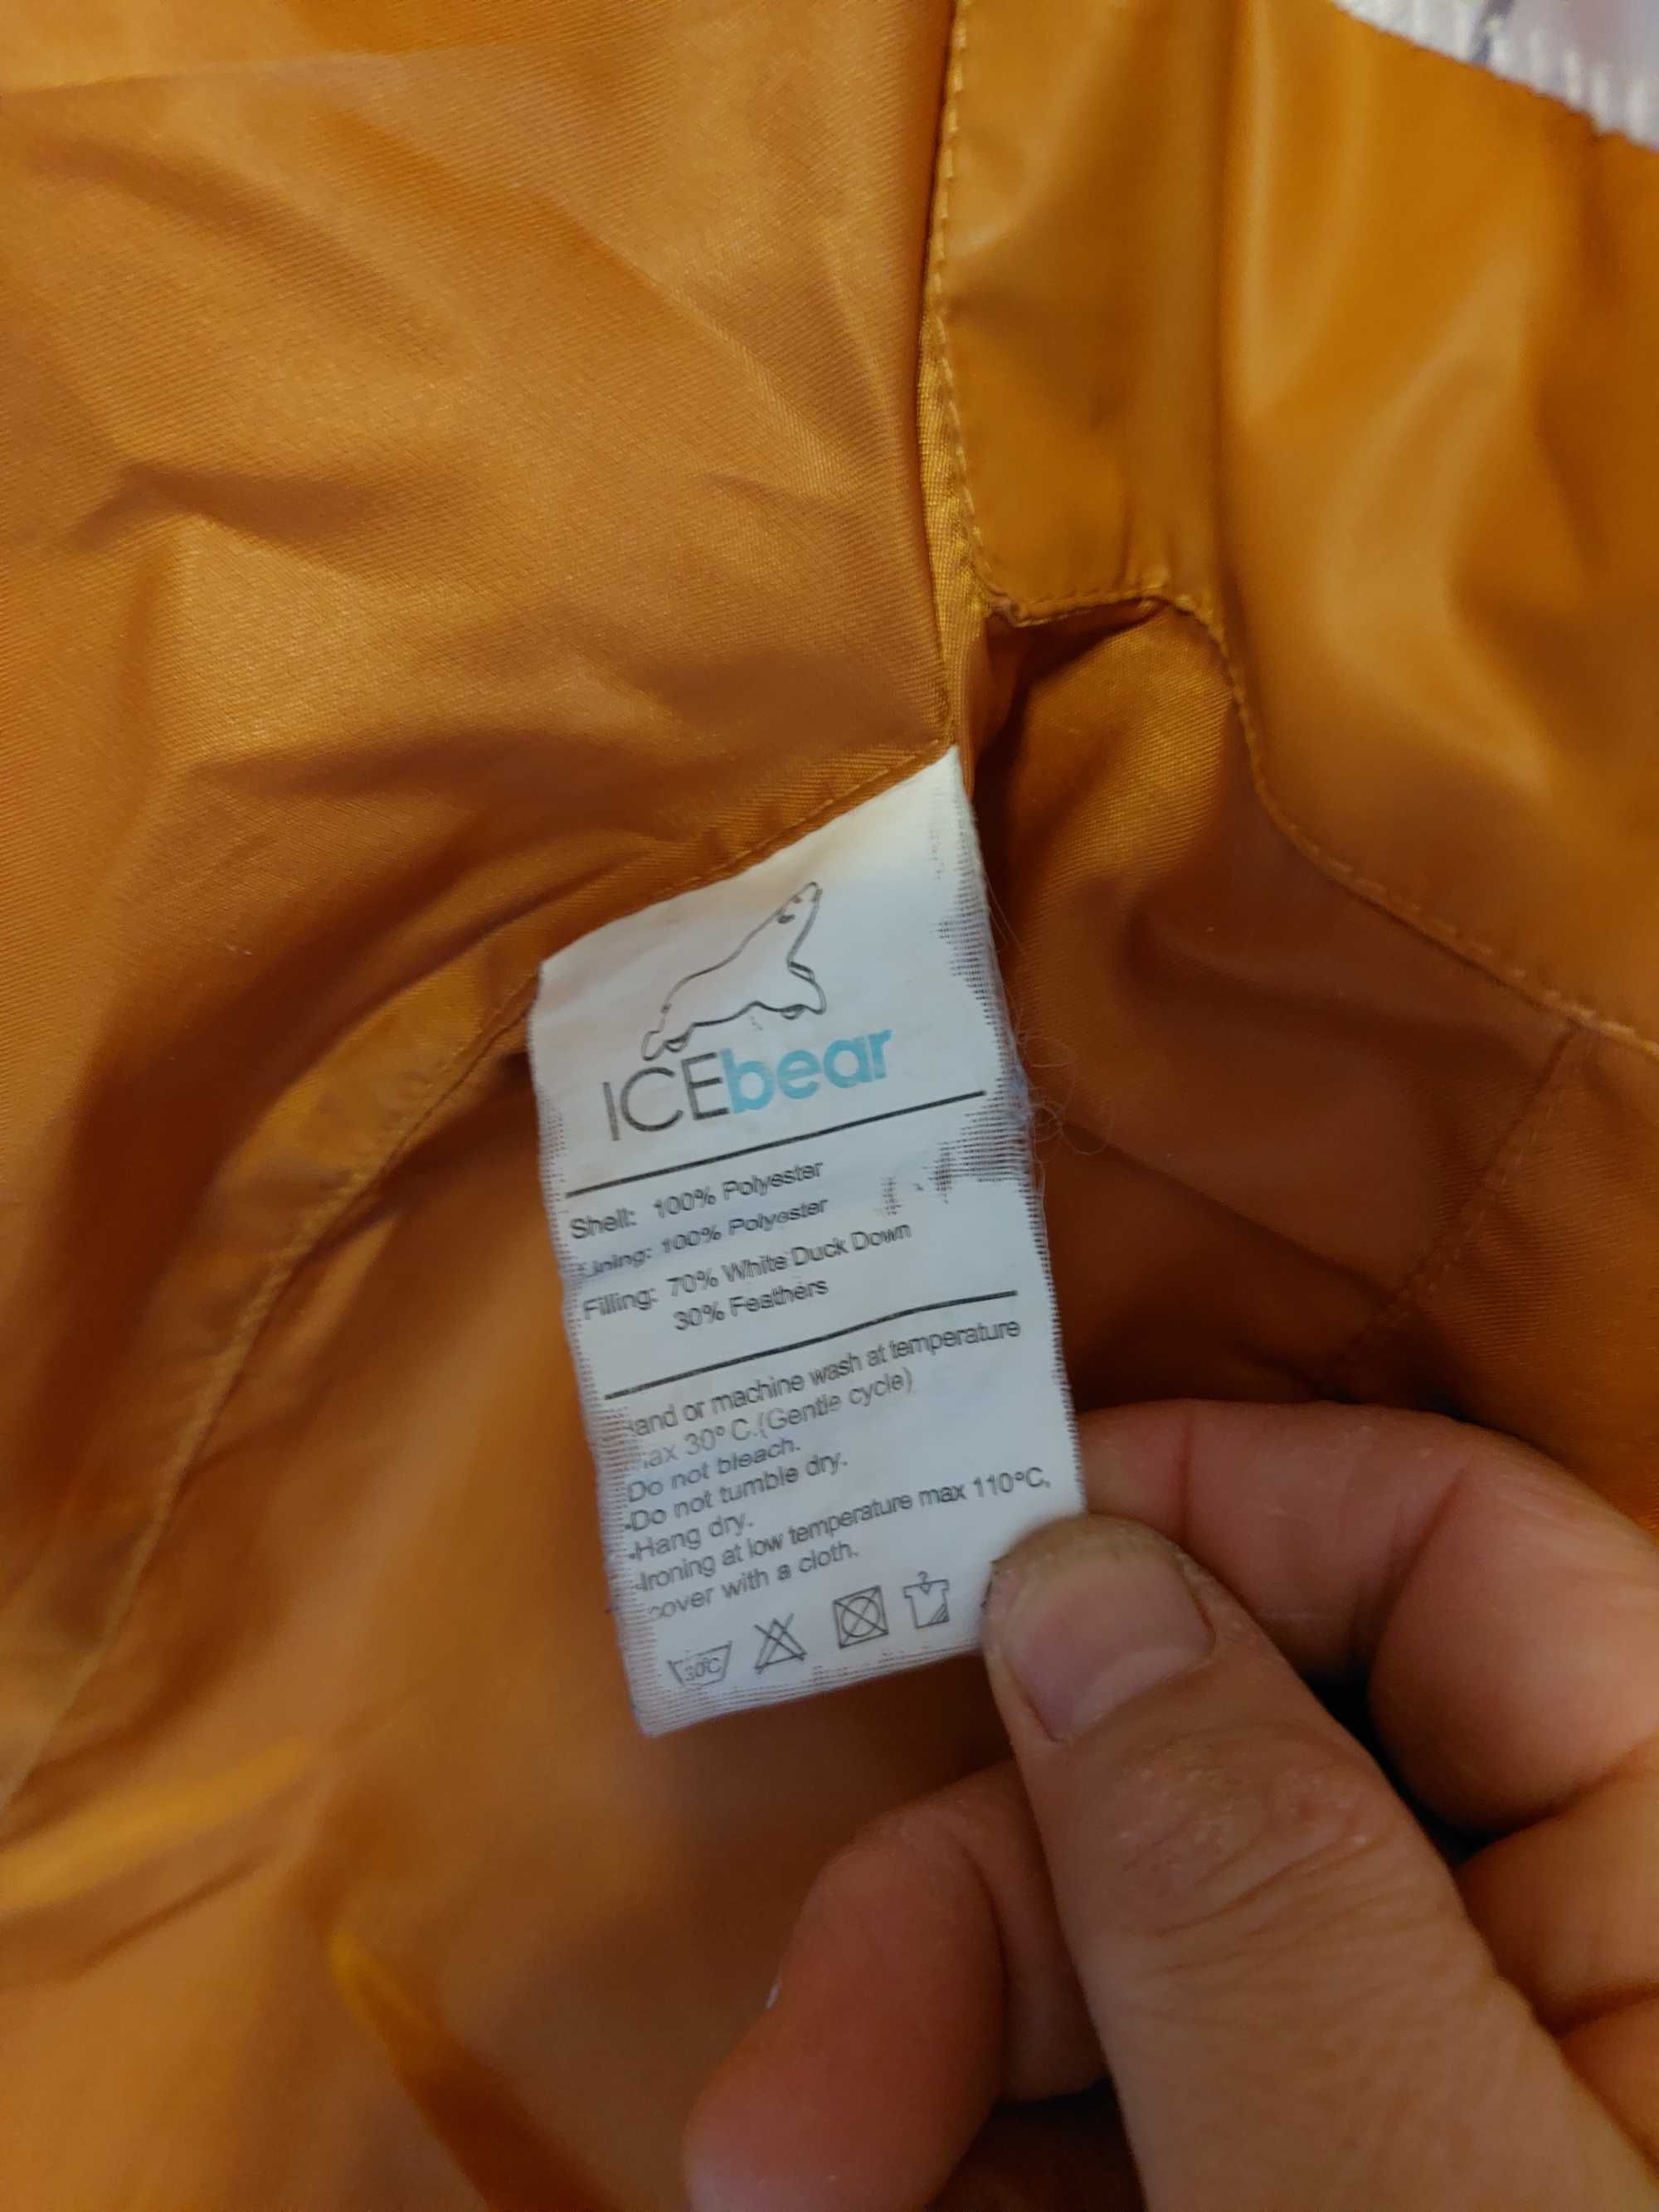 ICEbear
Shell: 100% Polyester
Lining: 100% Polyester
Filling: 70% White Duck Down
30% Feathers
Hand or machine wash at temperature
max 30° C.(Gentle cycle)
Do not bleach.
-Do not tumble dry.
-Hang dry.
-Ironing at low temperature max 110°C,
cover with a cloth.
30°C